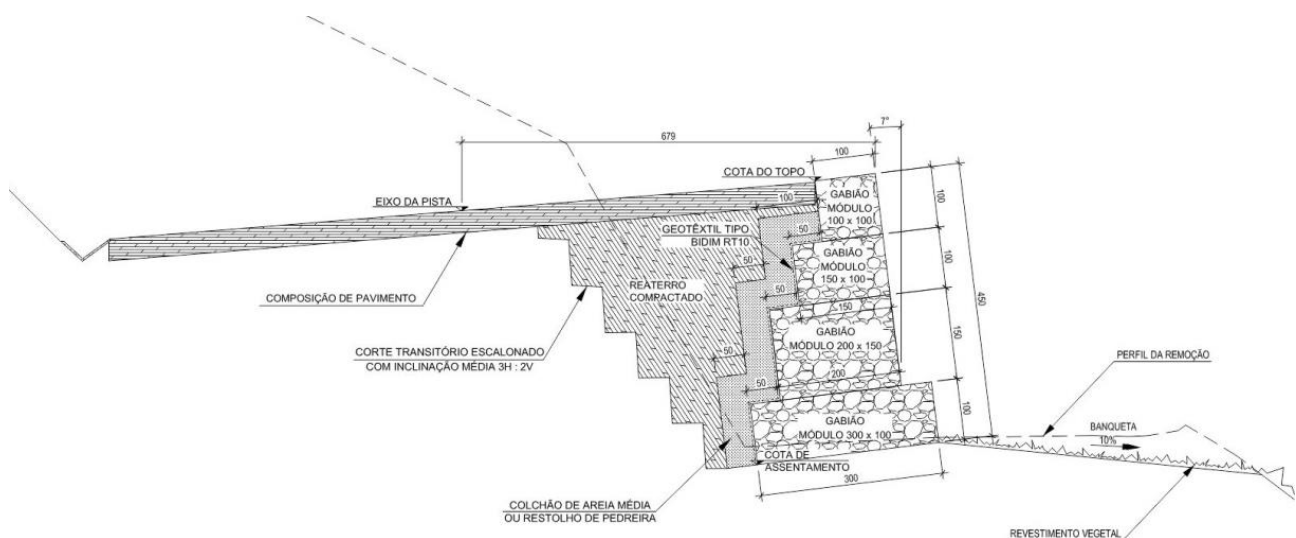 7°
679
100
COTA DO TOPO
EIXO DA PISTA
100
100
GABIÃO
MÓDULO
100 x 100
GEOTÊXTIL TIPO
BIDIM RT10
50
50
100
GABIÃO
MÓDULO
150 x 100
450
REATERRO
COMPACTADO
50
COMPOSIÇÃO DE PAVIMENTO
150
150
GABIÃO
MÓDULO 200 x 150
CORTE TRANSITÓRIO ESCALONADO
COM INCLINAÇÃO MÉDIA 3H : 2V
50
PERFIL DA REMOÇÃO
50
200
100
GABIÃO
MÓDULO 300 x 100
BANQUETA
10%
COTA DE
ASSENTAMENTO
300
COLCHÃO DE AREIA MÉDIA
OU RESTOLHO DE PEDREIRA
REVESTIMENTO VEGETAL